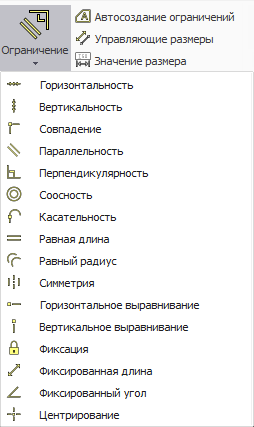 Ограничение
Автосоздание ограничений
Управляющие размеры
Значение размера
Горизонтальность
Вертикальность
Совпадение
Параллельность
Перпендикулярность
Соосность
Касательность
Равная длина
Равный радиус
Симметрия
Горизонтальное выравнивание
Вертикальное выравнивание
Фиксация
Фиксированная длина
Фиксированный угол
Центрирование